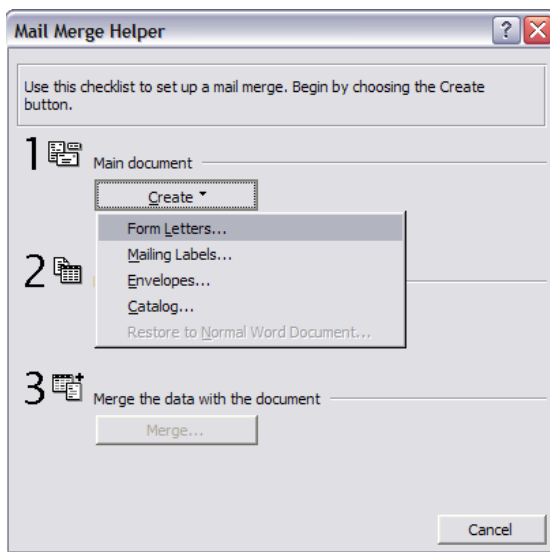 Mail Merge Helper
Use this checklist to set up a mail merge. Begin by choosing the Create
button.
1 Main document
Create
Form Letters...
Mailing Labels...
Envelopes...
Catalog...
Restore to Normal Word Document...
2
3 Merge the data with the document
Merge...
Cancel